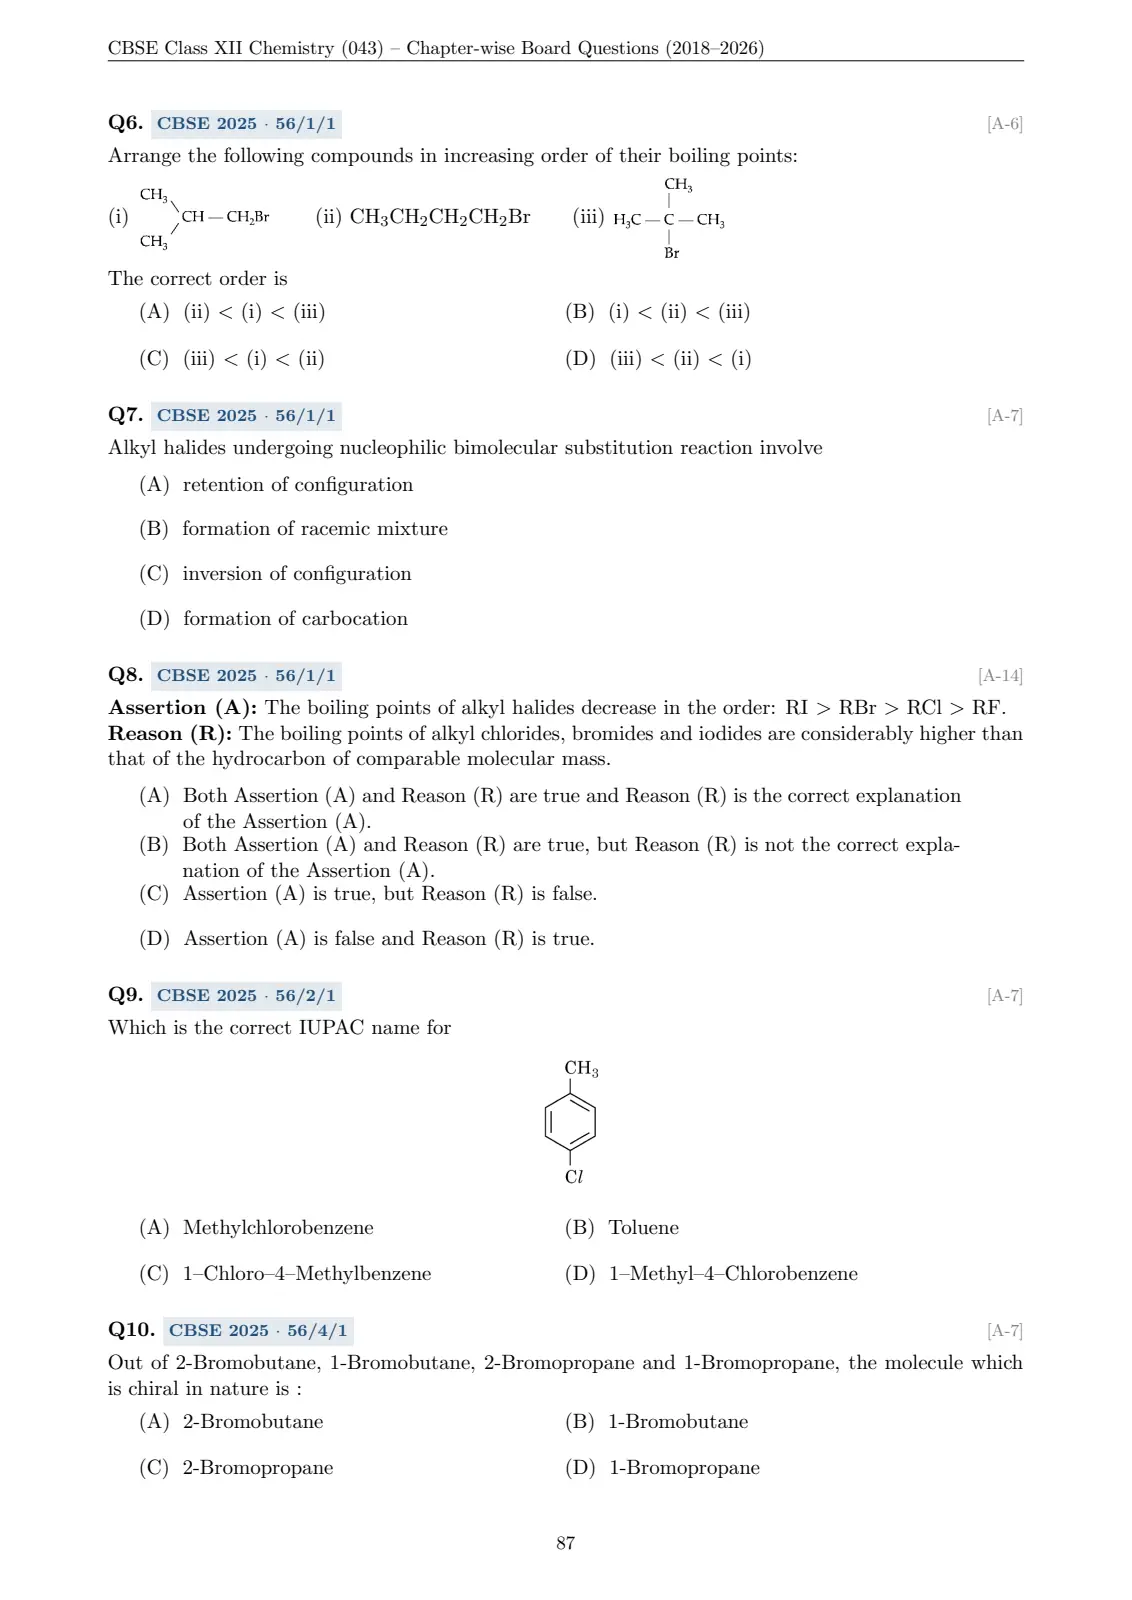 CBSE Class XII Chemistry (043) – Chapter-wise Board Questions (2018–2026)
Q6. CBSE 2025 · 56/1/1 [A-6]
Arrange the following compounds in increasing order of their boiling points:
(i) CH₃ CH₃ CH — CH₂Br (ii) CH₃CH₂CH₂CH₂Br (iii) CH₃ H₃C — C — CH₃ Br
The correct order is
(A) (ii) < (i) < (iii) (B) (i) < (ii) < (iii)
(C) (iii) < (i) < (ii) (D) (iii) < (ii) < (i)
Q7. CBSE 2025 · 56/1/1 [A-7]
Alkyl halides undergoing nucleophilic bimolecular substitution reaction involve
(A) retention of configuration
(B) formation of racemic mixture
(C) inversion of configuration
(D) formation of carbocation
Q8. CBSE 2025 · 56/1/1 [A-14]
Assertion (A): The boiling points of alkyl halides decrease in the order: RI > RBr > RCl > RF.
Reason (R): The boiling points of alkyl chlorides, bromides and iodides are considerably higher than
that of the hydrocarbon of comparable molecular mass.
(A) Both Assertion (A) and Reason (R) are true and Reason (R) is the correct explanation
of the Assertion (A).
(B) Both Assertion (A) and Reason (R) are true, but Reason (R) is not the correct expla-
nation of the Assertion (A).
(C) Assertion (A) is true, but Reason (R) is false.
(D) Assertion (A) is false and Reason (R) is true.
Q9. CBSE 2025 · 56/2/1 [A-7]
Which is the correct IUPAC name for
CH₃
Cl
(A) Methylchlorobenzene (B) Toluene
(C) 1–Chloro–4–Methylbenzene (D) 1–Methyl–4–Chlorobenzene
Q10. CBSE 2025 · 56/4/1 [A-7]
Out of 2-Bromobutane, 1-Bromobutane, 2-Bromopropane and 1-Bromopropane, the molecule which
is chiral in nature is :
(A) 2-Bromobutane (B) 1-Bromobutane
(C) 2-Bromopropane (D) 1-Bromopropane
87